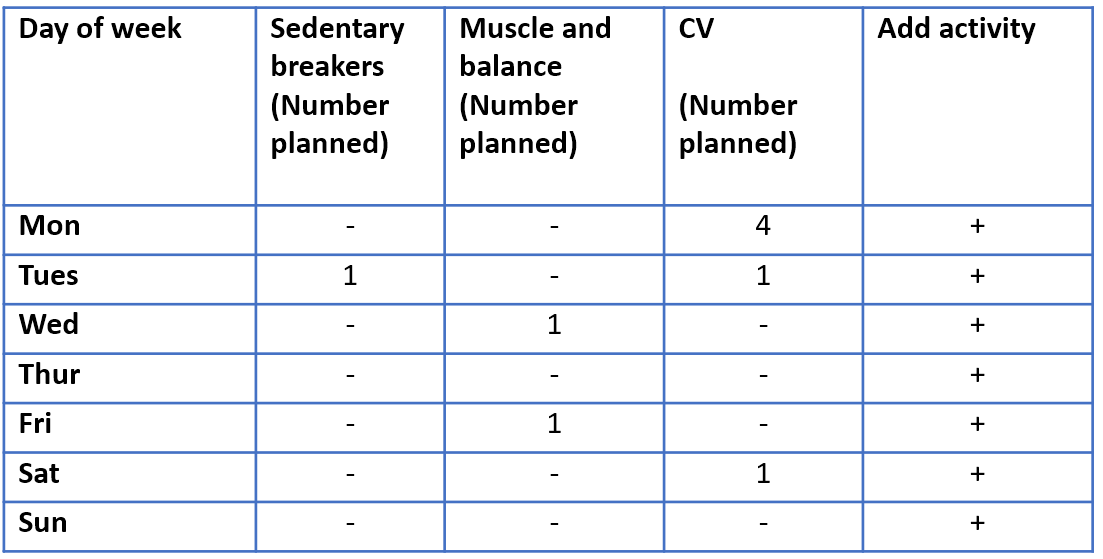 Day of week
Sedentary
breakers
(Number
planned)
Muscle and
balance
(Number
planned)
CV
(Number
planned)
Add activity
Mon - - 4 +
Tues 1 - 1 +
Wed - 1 - +
Thur - - - +
Fri - 1 - +
Sat - - 1 +
Sun - - - +